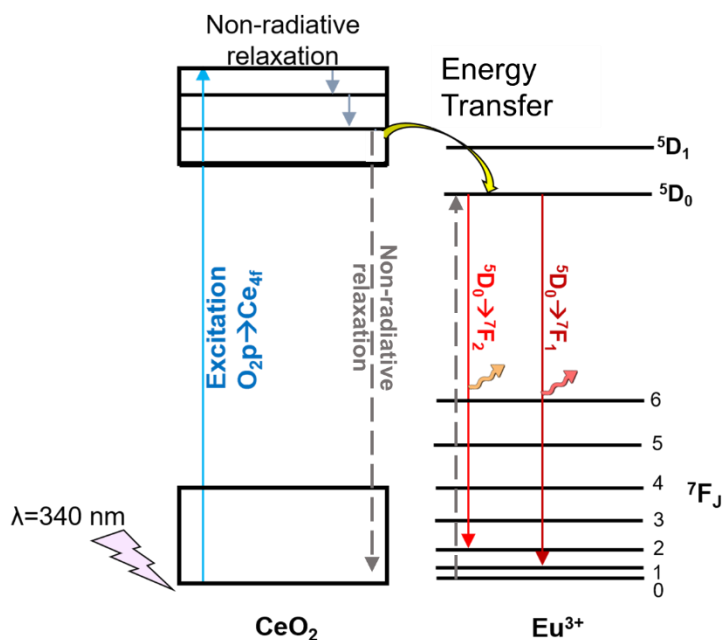 Non-radiative
relaxation
Energy
Transfer
⁵D₁
⁵D₀
Excitation
O₂p→Ce₄f
Non-radiative
relaxation
⁵D₀→⁷F₂
⁵D₀→⁷F₁
6
5
4
3
2
1
0
⁷F_J
λ=340 nm
CeO₂
Eu³⁺